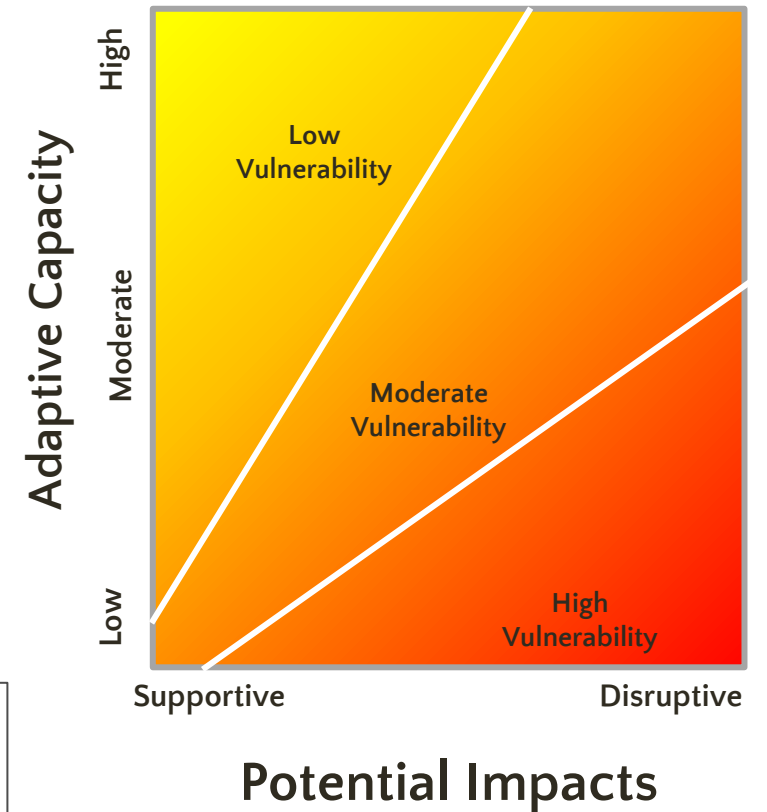 High
Low
Vulnerability
Adaptive Capacity
Moderate
Moderate
Vulnerability
Low
High
Vulnerability
Supportive
Disruptive
Potential Impacts